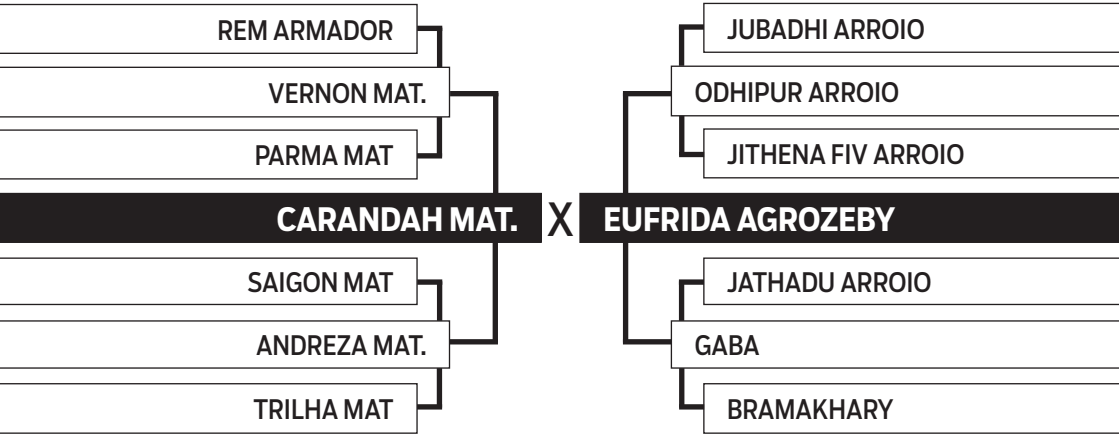 REM ARMADOR
JUBADHI ARROIO
VERNON MAT.
ODHIPUR ARROIO
PARMA MAT
JITHENA FIV ARROIO
CARANDAH MAT. X EUFRIDA AGROZEBY
SAIGON MAT
JATHADU ARROIO
ANDREZA MAT.
GABA
TRILHA MAT
BRAMAKHARY